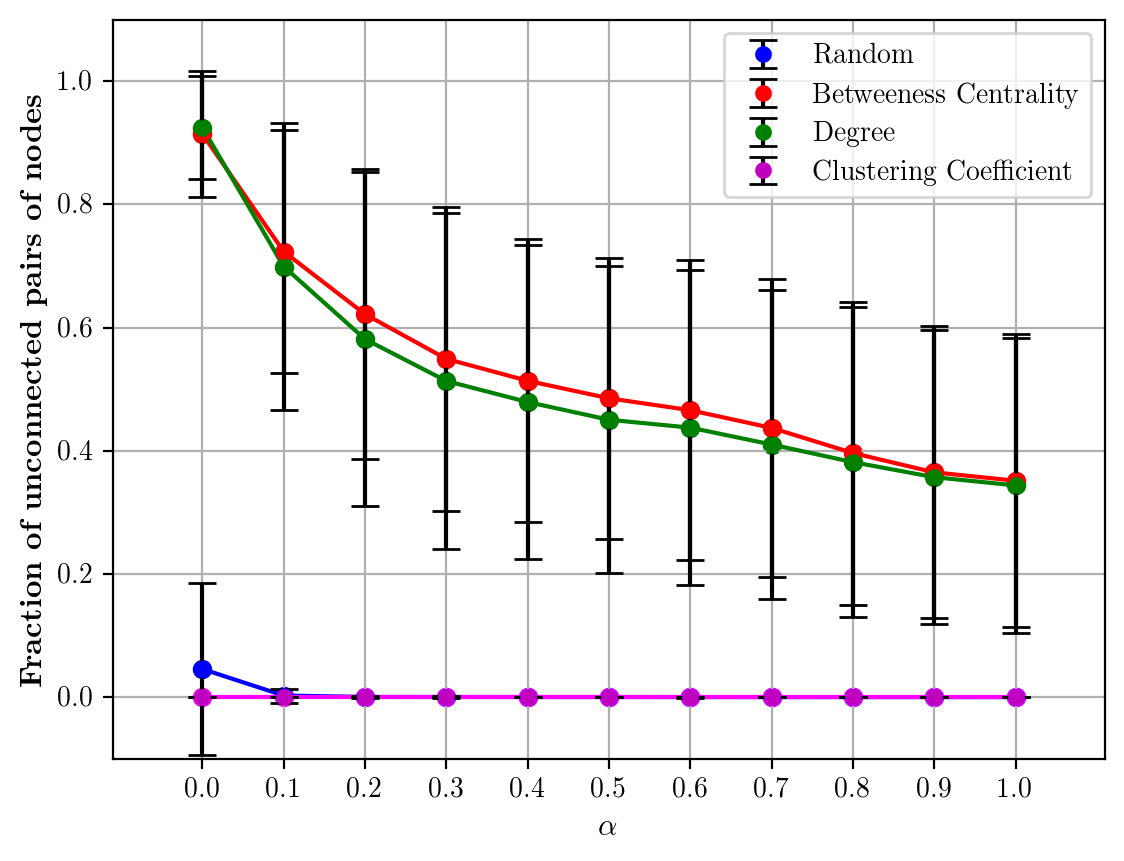 Fraction of unconnected pairs of nodes
1.0
0.8
0.6
0.4
0.2
0.0
Random
Betweeness Centrality
Degree
Clustering Coefficient
0.0 0.1 0.2 0.3 0.4 0.5 0.6 0.7 0.8 0.9 1.0
α